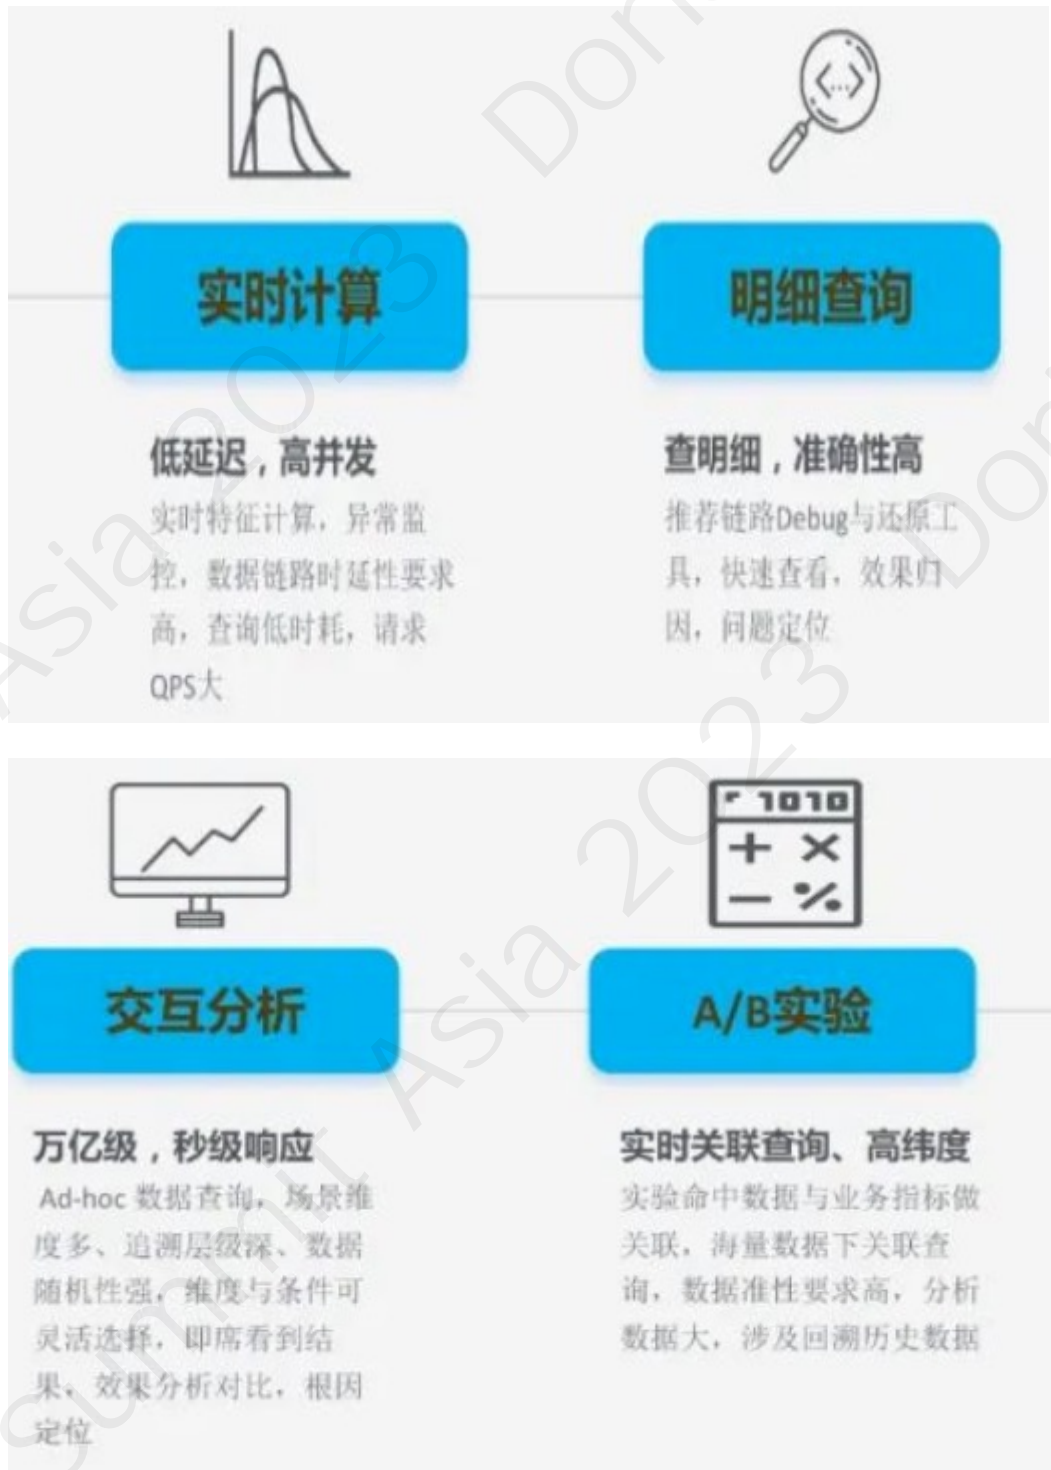 实时计算
明细查询
低延迟，高并发
实时特征计算，异常监
控，数据链路时延性要求
高，查询低时耗，请求
QPS大
查明细，准确性高
推荐链路Debug与还原工
具，快速查看，效果归
因，问题定位
1010
交互分析
A/B实验
万亿级，秒级响应
Ad-hoc 数据查询，场景维
度多、追溯层级深、数据
随机性强，维度与条件可
灵活选择，即席看到结
果，效果分析对比，根因
定位
实时关联查询、高纬度
实验命中数据与业务指标做
关联，海量数据下关联查
询，数据准性要求高，分析
数据大，涉及回溯历史数据
Asia 2023
Summit Asia 2023